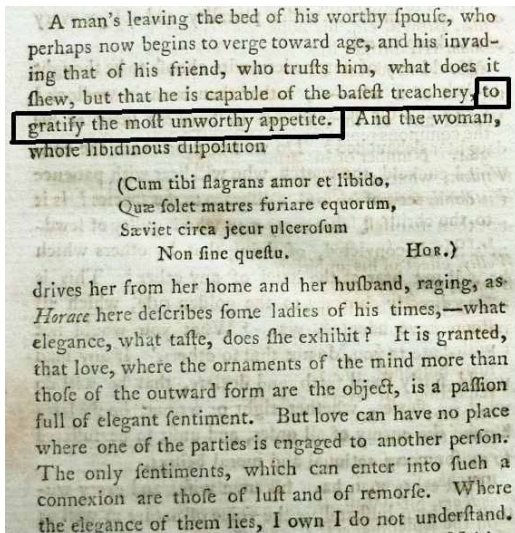 A man's leaving the bed of his worthy ſpouſe, who
perhaps now begins to verge toward age, and his invad-
ing that of his friend, who truſts him, what does it
ſhew, but that he is capable of the baſeſt treachery, to
gratify the moſt unworthy appetite. And the woman,
whoſe libidinous diſpoſition
(Cum tibi flagrans amor et libido,
Quæ ſolet matres furiare equorum,
Sæviet circa jecur ulceroſum
Non ſine queſtu. HOR.)
drives her from her home and her huſband, raging, as
Horace here deſcribes ſome ladies of his times,—what
elegance, what taſte, does ſhe exhibit? It is granted,
that love, where the ornaments of the mind more than
thoſe of the outward form are the object, is a paſſion
full of elegant ſentiment. But love can have no place
where one of the parties is engaged to another perſon.
The only ſentiments, which can enter into ſuch a
connexion are thoſe of luſt and of remorſe. Where
the elegance of them lies, I own I do not underſtand.